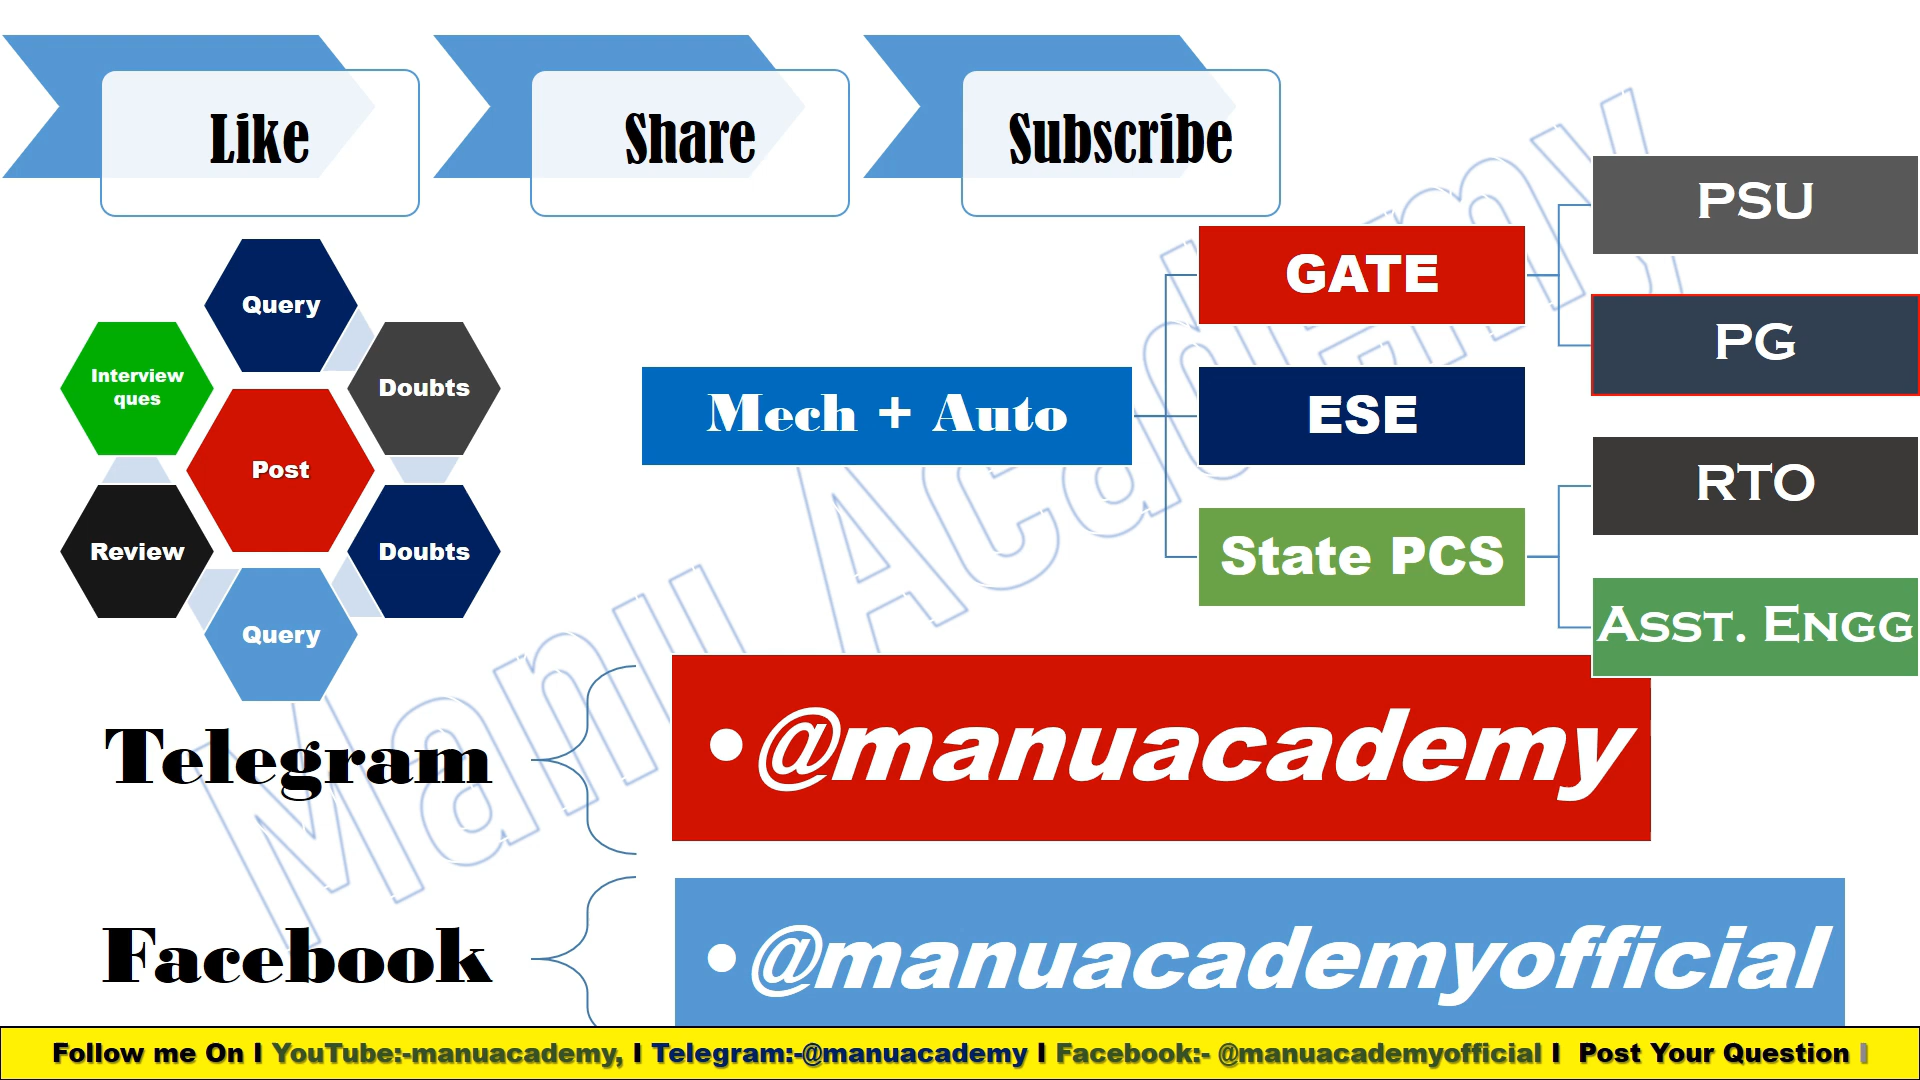 Like
Share
Subscribe
Query
Interview
ques
Doubts
Post
Review
Doubts
Query
Mech + Auto
GATE
ESE
State PCS
PSU
PG
RTO
Asst. Engg
Manu Academy
Telegram
•@manuacademy
Facebook
•@manuacademyofficial
Follow me On I YouTube:-manuacademy, I Telegram:-@manuacademy I Facebook:- @manuacademyofficial I Post Your Question I